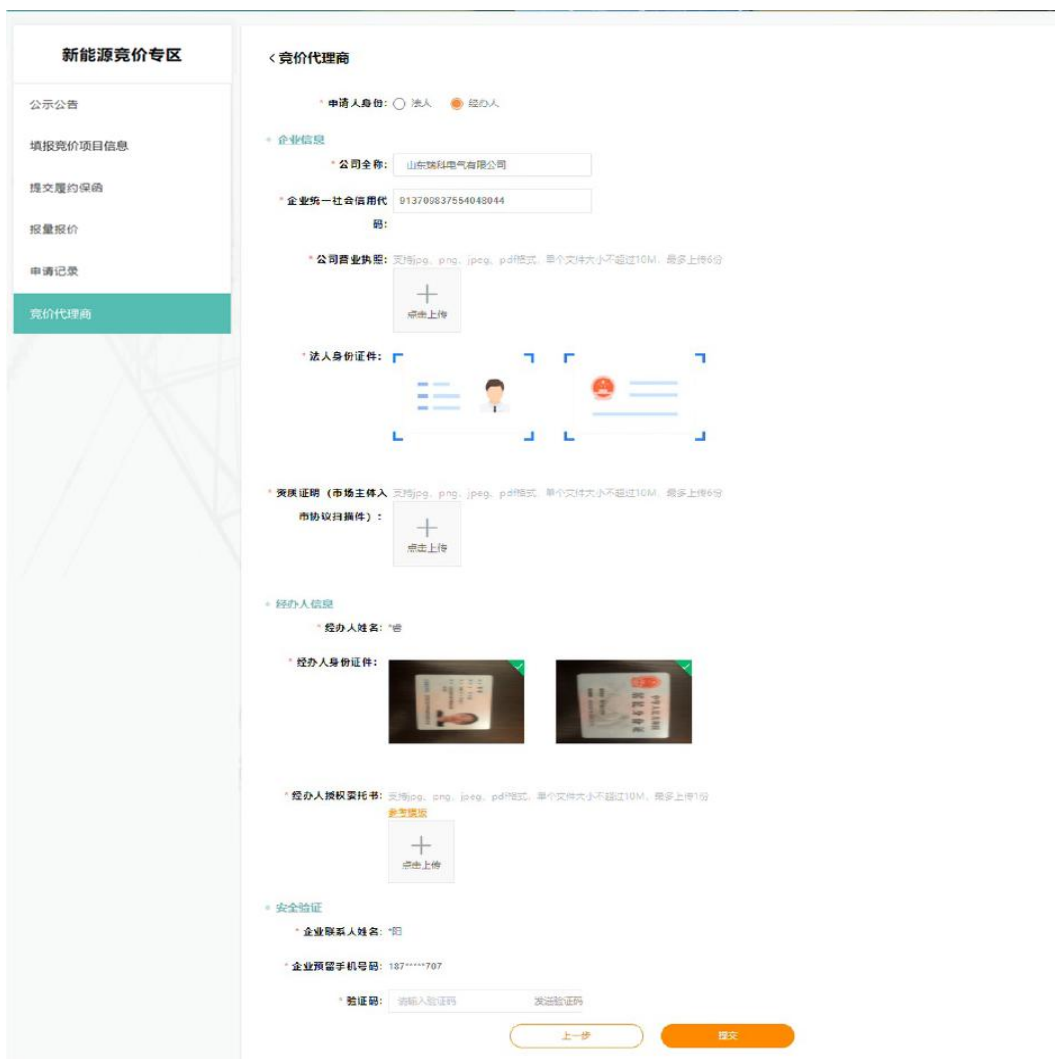 新能源竞价专区
公示公告
填报竞价项目信息
提交履约保函
报量报价
申请记录
竞价代理商
<竞价代理商
*申请人身份: 法人 经办人
企业信息
*公司全称: 山东瑞科电气有限公司
*企业统一社会信用代 913709837554048044
码:
*公司营业执照: 支持jpg、png、jpeg、pdf格式，单个文件大小不超过10M，最多上传6份
点击上传
*法人身份证件:
*资质证明（市场主体入 支持jpg、png、jpeg、pdf格式，单个文件大小不超过10M，最多上传6份
市协议扫描件）:
点击上传
经办人信息
*经办人姓名:
*经办人身份证件:
中华人民共和国
居民身份证
*经办人授权委托书: 支持jpg、png、jpeg、pdf格式，单个文件大小不超过10M，最多上传1份
参考模板
点击上传
安全验证
*企业联系人姓名: *阳
*企业预留手机号码: 187*****707
*验证码: 请输入验证码 发送验证码
上一步 提交